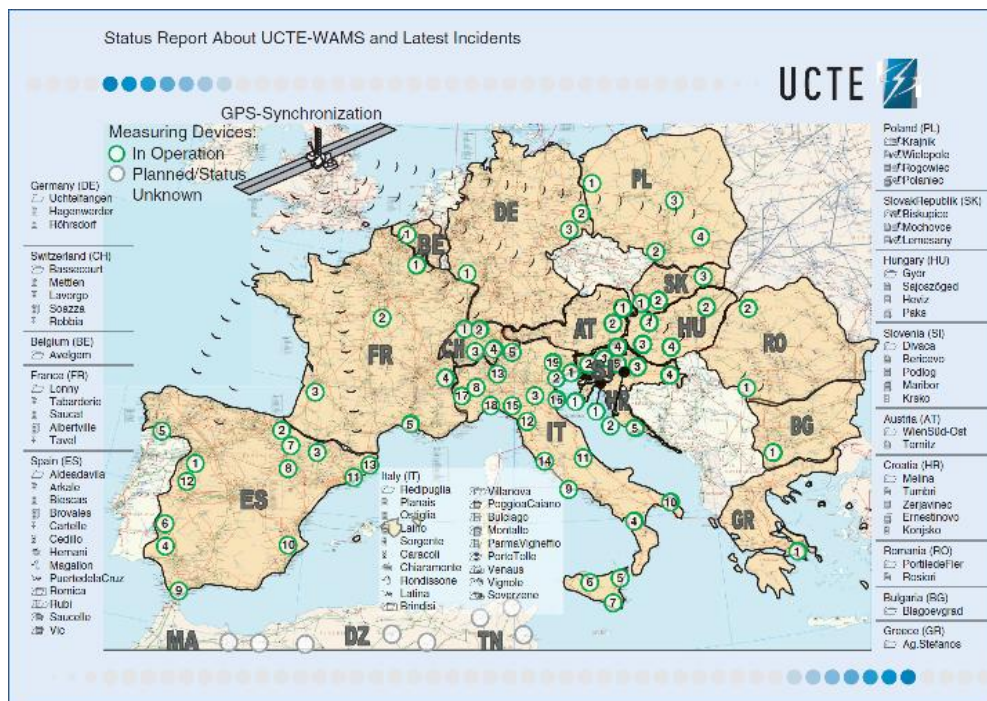 Status Report About UCTE-WAMS and Latest Incidents
UCTE
GPS-Synchronization
Measuring Devices:
In Operation
Planned/Status
Unknown
Germany (DE)
Uchtelfangen
Hagenwerder
Röhrsdorf
Switzerland (CH)
Bassecourt
Mettlen
Lavorgo
Soazza
Robbia
Belgium (BE)
Avelgem
France (FR)
Lonny
Tabarderie
Saucat
Albertville
Tavel
Spain (ES)
Aldeadavila
Arkale
Biescas
Brovales
Cartelle
Cedillo
Hernani
Magallon
PuertodelaCruz
Romica
Rubi
Saucelle
Vic
Italy (IT)
Redipuglia
Planais
Ostiglia
Laino
Sorgente
Caracoli
Chiaramonte
Rondissone
Latina
Brindisi
Villanova
PoggioaCaiano
Bulciago
Montalto
ParmaVigheffio
PortoTolle
Venaus
Vignole
Soverzene
Poland (PL)
Krajnik
Wielopole
Rogowiec
Polaniec
SlovakRepublik (SK)
Biskupice
Mochovce
Lemesany
Hungary (HU)
Gyor
Sajoszöged
Heviz
Paks
Slovenia (SI)
Divaca
Bericevo
Podlog
Maribor
Krsko
Austria (AT)
WienSüd-Ost
Ternitz
Croatia (HR)
Melina
Tumbri
Zerjavinec
Ernestinovo
Konjsko
Romania (RO)
PortiledeFier
Rosiori
Bulgaria (BG)
Blagoevgrad
Greece (GR)
Ag.Stefanos
DE
PL
BE
SK
AT
HU
RO
FR
CH
SI
HR
IT
BG
ES
GR
MA
DZ
TN